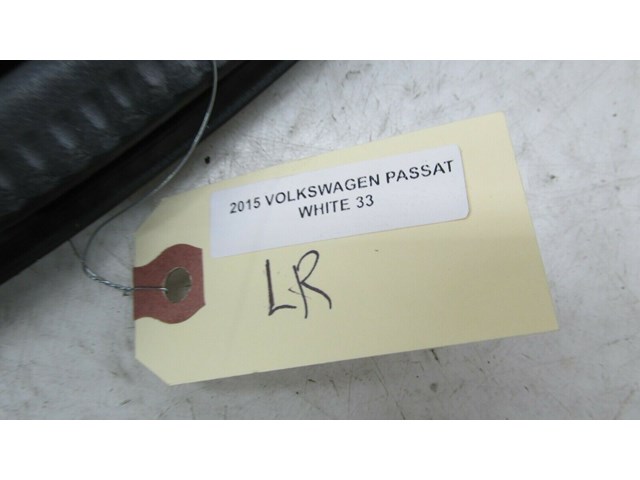 2015 VOLKSWAGEN PASSAT
WHITE 33
LR